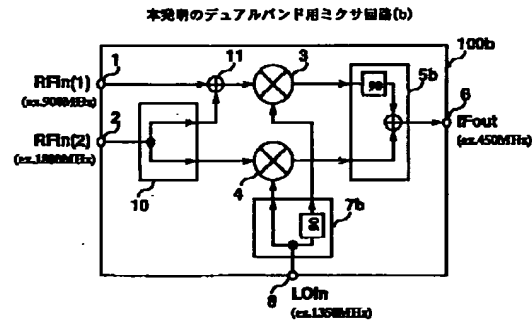 本発明のデュアルバンド用ミクサ回路(b)
100b
1
11
3
5b
RFin(1)
(ex.900MHz)
90
6
2
RFin(2)
(ex.1800MHz)
IFout
(ex.450MHz)
4
10
7b
90
8
LOin
(ex.1350MHz)